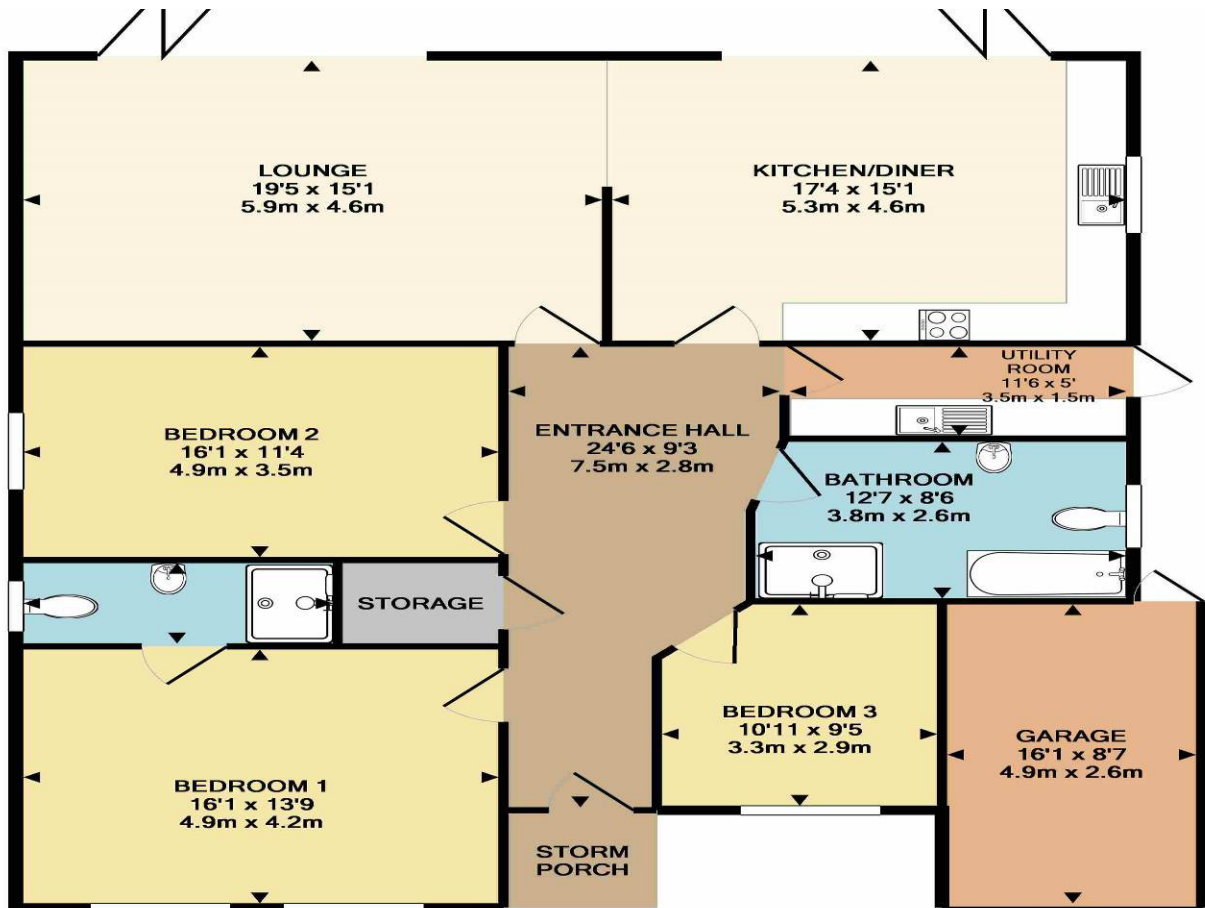 LOUNGE
19'5 x 15'1
5.9m x 4.6m
KITCHEN/DINER
17'4 x 15'1
5.3m x 4.6m
UTILITY
ROOM
11'6 x 5'
3.5m x 1.5m
BEDROOM 2
16'1 x 11'4
4.9m x 3.5m
ENTRANCE HALL
24'6 x 9'3
7.5m x 2.8m
BATHROOM
12'7 x 8'6
3.8m x 2.6m
STORAGE
BEDROOM 1
16'1 x 13'9
4.9m x 4.2m
BEDROOM 3
10'11 x 9'5
3.3m x 2.9m
GARAGE
16'1 x 8'7
4.9m x 2.6m
STORM
PORCH